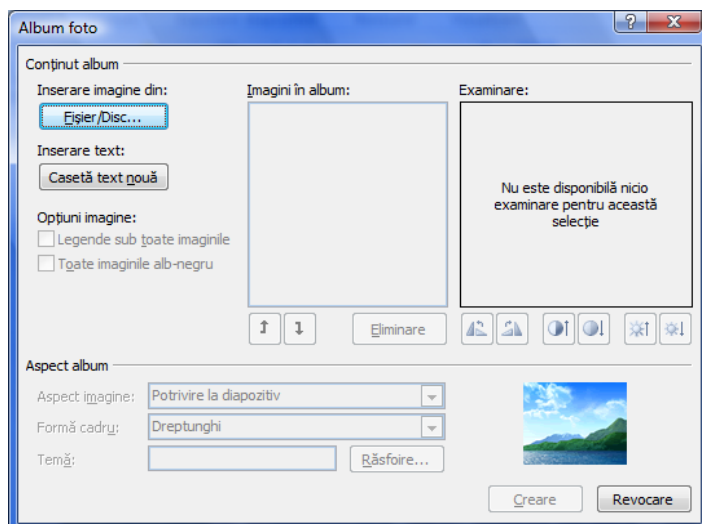 Album foto
Conținut album
Inserare imagine din:
Fișier/Disc...
Inserare text:
Casetă text nouă
Opțiuni imagine:
Legende sub toate imaginile
Toate imaginile alb-negru
Imagini în album:
Eliminare
Examinare:
Nu este disponibilă nicio
examinare pentru această
selecție
Aspect album
Aspect imagine: Potrivire la diapozitiv
Formă cadru: Dreptunghi
Temă: Răsfoire...
Creare Revocare